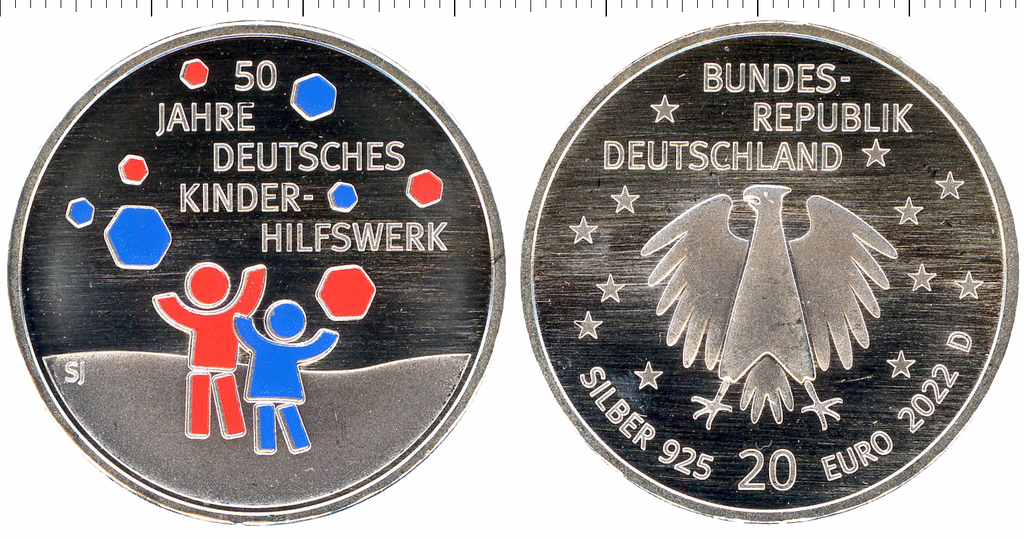 50
JAHRE
DEUTSCHES
KINDER-
HILFSWERK
SJ
BUNDES-
REPUBLIK
DEUTSCHLAND
SILBER 925
20
EURO 2022 D